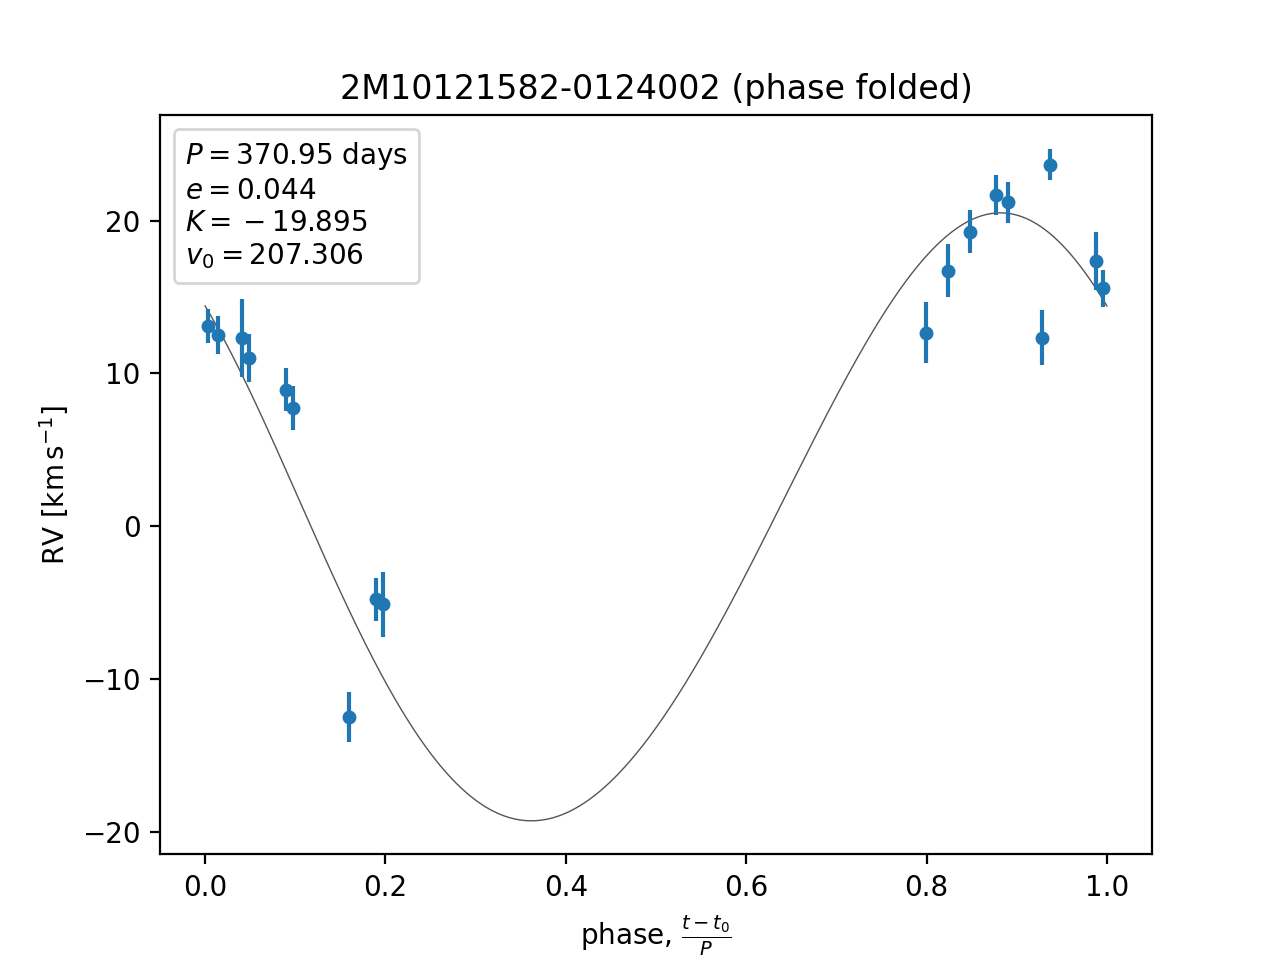 2M10121582-0124002 (phase folded)
P = 370.95 days
e = 0.044
K = −19.895
v₀ = 207.306
20
10
0
−10
−20
RV [km s⁻¹]
0.0 0.2 0.4 0.6 0.8 1.0
phase, (t − t₀)/P